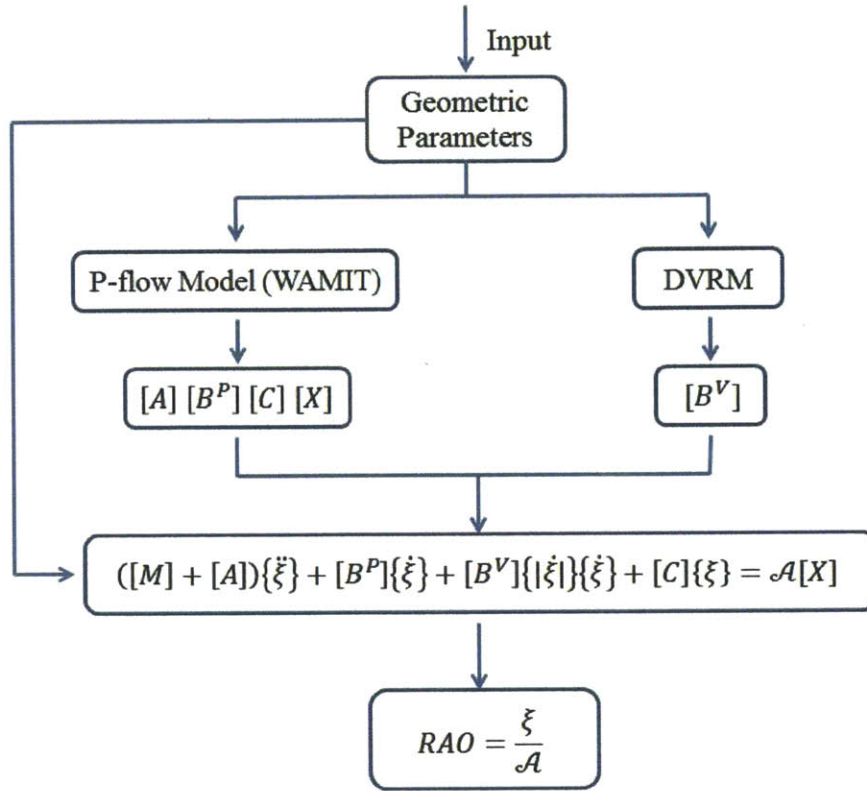 Input
Geometric
Parameters
P-flow Model (WAMIT)
DVRM
[A] [B^P] [C] [X]
[B^V]
([M] + [A]){ξ̈} + [B^P]{ξ̇} + [B^V]{|ξ̇|}{ξ̇} + [C]{ξ} = 𝒜[X]
RAO = ξ/𝒜